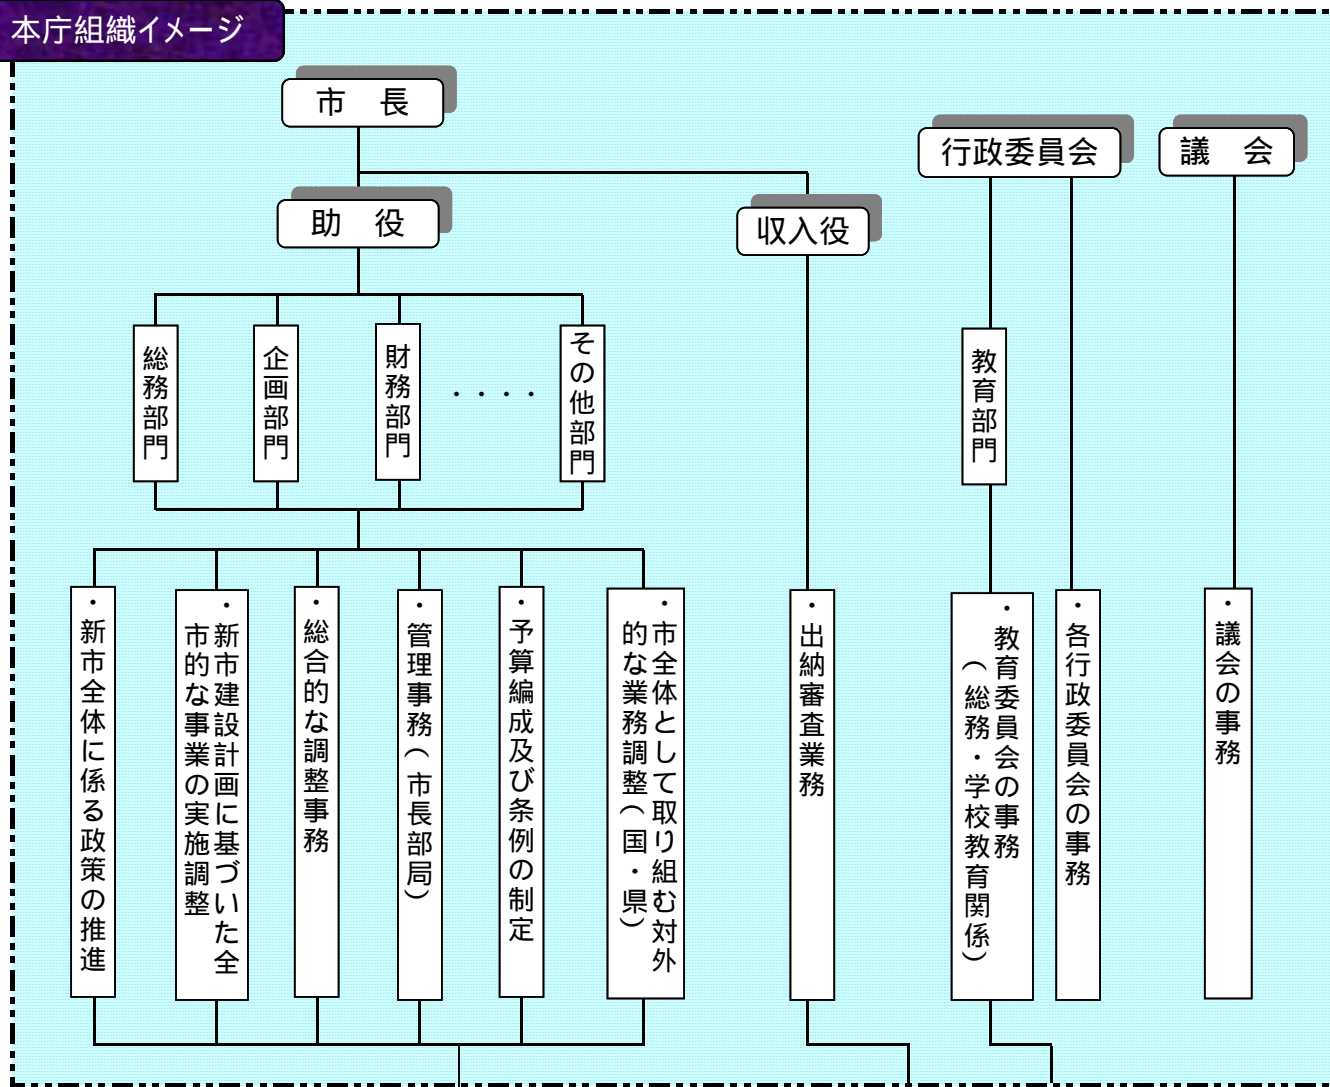 本庁組織イメージ
市　長
行政委員会
議　会
助　役
収入役
総務部門
企画部門
財務部門
・・・・
その他部門
教育部門
・新市全体に係る政策の推進
・新市建設計画に基づいた全
市的な事業の実施調整
・総合的な調整事務
・管理事務（市長部局）
・予算編成及び条例の制定
・市全体として取り組む対外
的な業務調整（国・県）
・出納審査業務
・教育委員会の事務
（総務・学校教育関係）
・各行政委員会の事務
・議会の事務